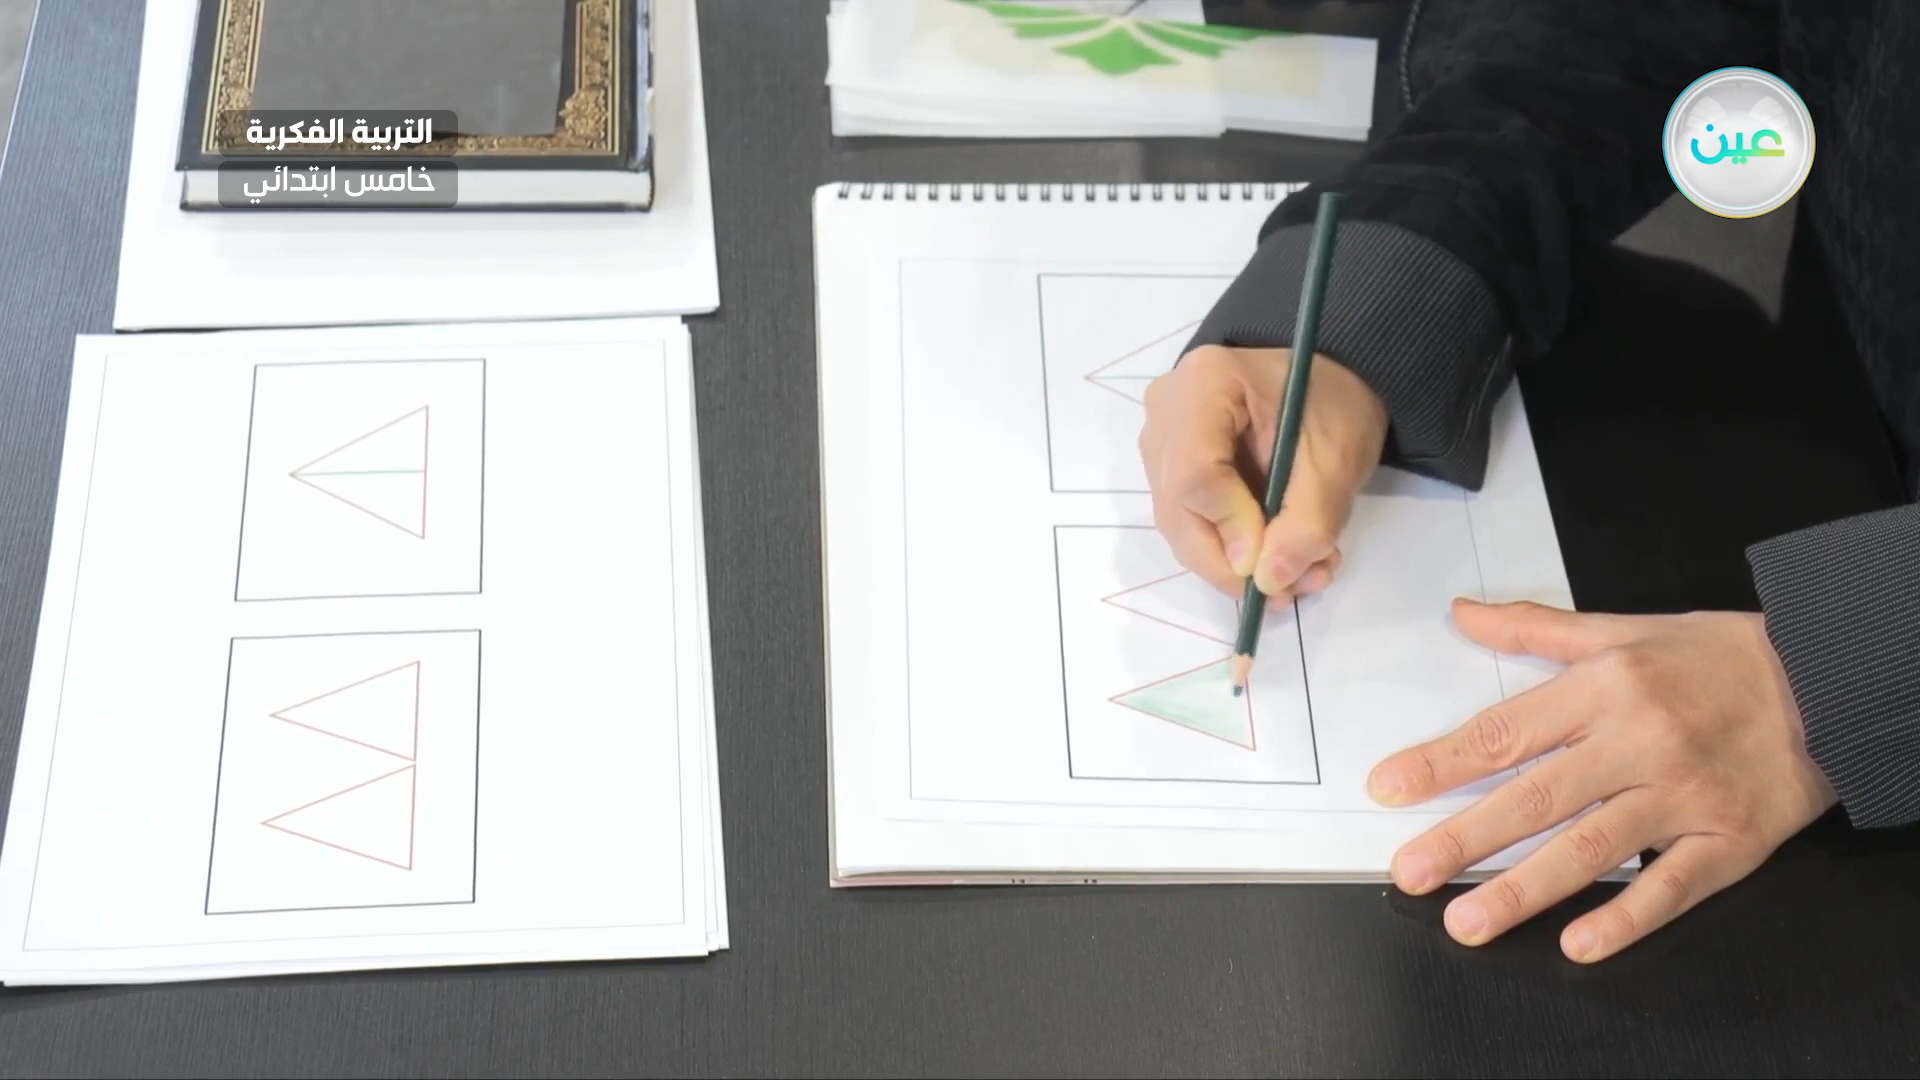 التربية الفكرية
خامس ابتدائي
عين